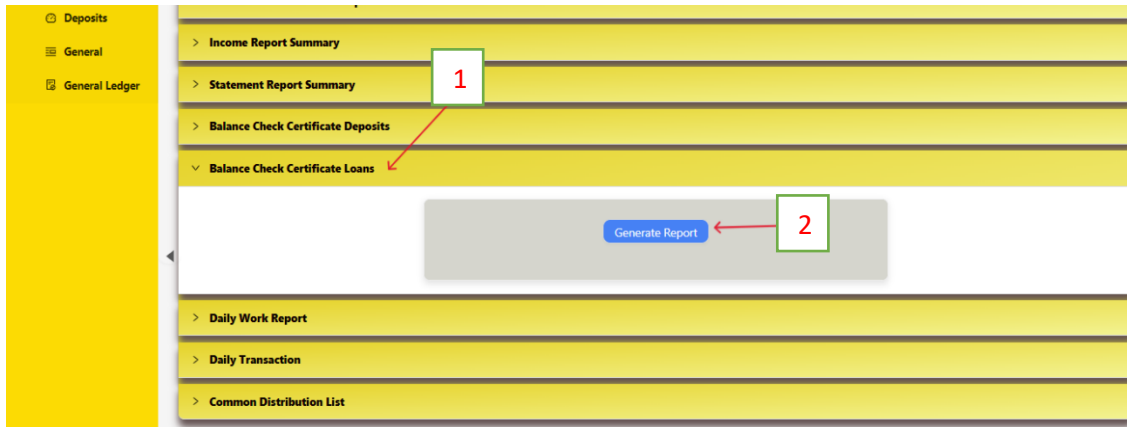 Deposits
General
General Ledger
Income Report Summary
1
Statement Report Summary
Balance Check Certificate Deposits
Balance Check Certificate Loans
Generate Report
2
Daily Work Report
Daily Transaction
Common Distribution List